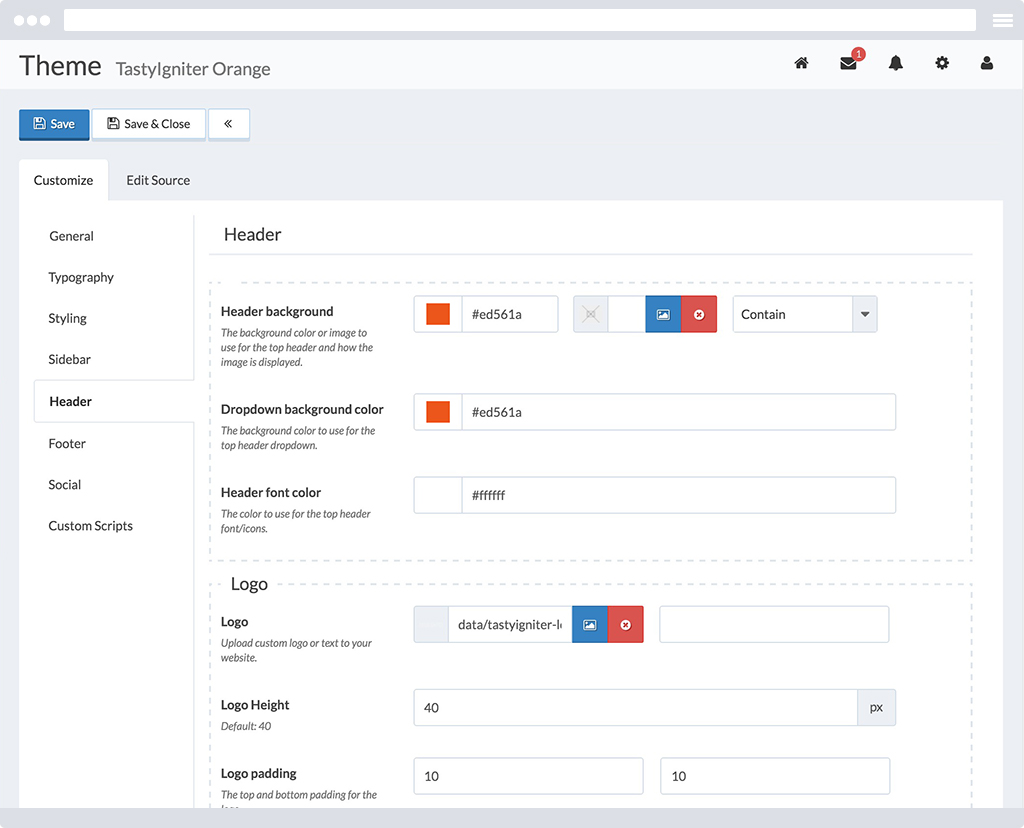 Theme TastyIgniter Orange
1
Save Save & Close «
Customize Edit Source
General
Typography
Styling
Sidebar
Header
Footer
Social
Custom Scripts
Header
Header background
The background color or image to
use for the top header and how the
image is displayed.
#ed561a
Contain
Dropdown background color
The background color to use for the
top header dropdown.
#ed561a
Header font color
The color to use for the top header
font/icons.
#ffffff
Logo
Logo
Upload custom logo or text to your
website.
data/tastyigniter-l
Logo Height
Default: 40
40 px
Logo padding
The top and bottom padding for the
10 10